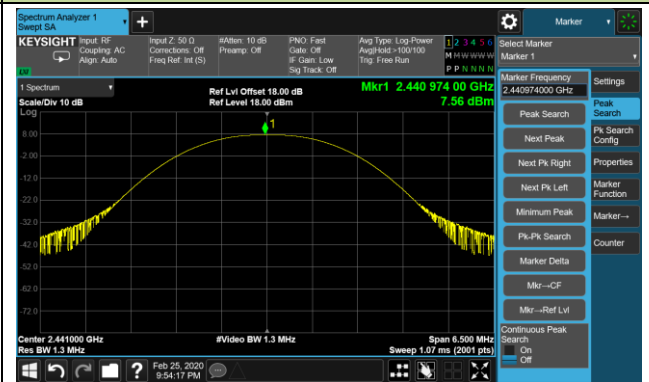 Spectrum Analyzer 1
Swept SA
Marker
KEYSIGHT
Input: RF
Coupling: AC
Align: Auto
Input Z: 50 Ω
Corrections: Off
Freq Ref: Int (S)
#Atten: 10 dB
Preamp: Off
PNO: Fast
Gate: Off
IF Gain: Low
Sig Track: Off
Avg Type: Log-Power
Avg|Hold:>100/100
Trig: Free Run
1 2 3 4 5 6
M M W W W W
P P N N N N
Select Marker
Marker 1
1 Spectrum
Scale/Div 10 dB
Ref Lvl Offset 18.00 dB
Ref Level 18.00 dBm
Mkr1 2.440 974 00 GHz
7.56 dBm
Log
1
8.00
-2.00
-12.0
-22.0
-32.0
-42.0
-52.0
-62.0
-72.0
Center 2.441000 GHz
Res BW 1.3 MHz
#Video BW 1.3 MHz
Span 6.500 MHz
Sweep 1.07 ms (2001 pts)
Marker Frequency
2.440974000 GHz
Peak Search
Next Peak
Next Pk Right
Next Pk Left
Minimum Peak
Pk-Pk Search
Marker Delta
Mkr→CF
Mkr→Ref Lvl
Continuous Peak
Search
On
Off
Settings
Peak
Search
Pk Search
Config
Properties
Marker
Function
Marker→
Counter
?
Feb 25, 2020
9:54:17 PM